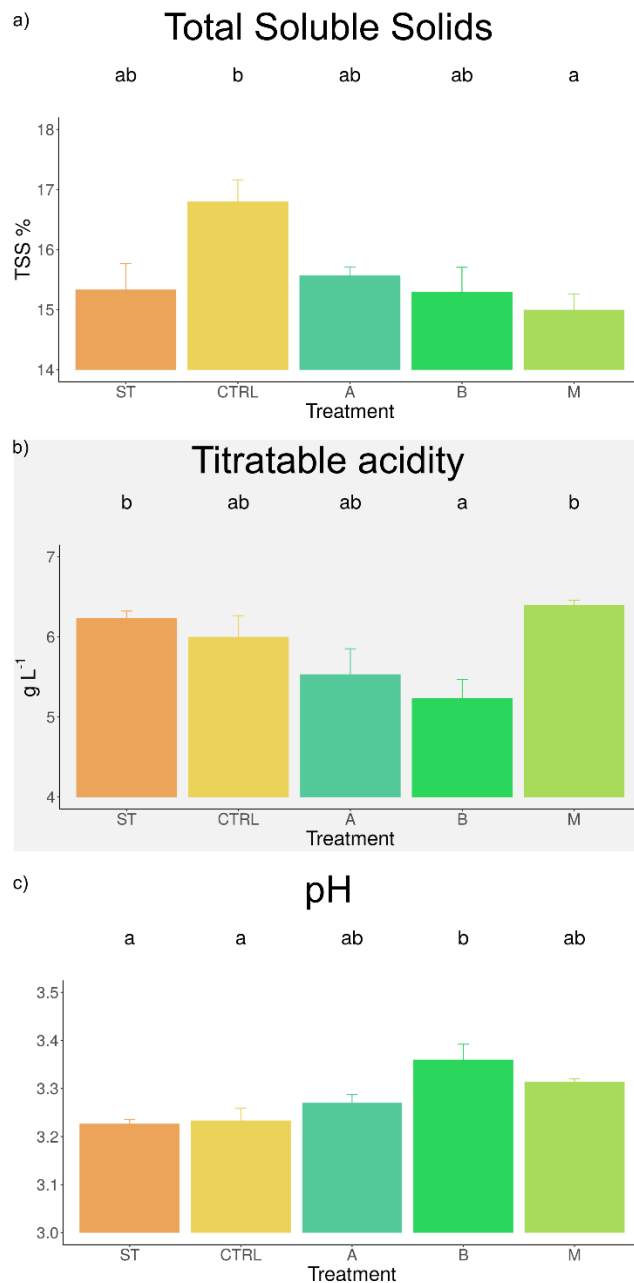 a)
Total Soluble Solids
ab b ab ab a
18
17
16
15
14
TSS %
ST CTRL A B M
Treatment
b)
Titratable acidity
b ab ab a b
7
6
5
4
g L⁻¹
ST CTRL A B M
Treatment
c)
pH
a a ab b ab
3.5
3.4
3.3
3.2
3.1
3.0
ST CTRL A B M
Treatment